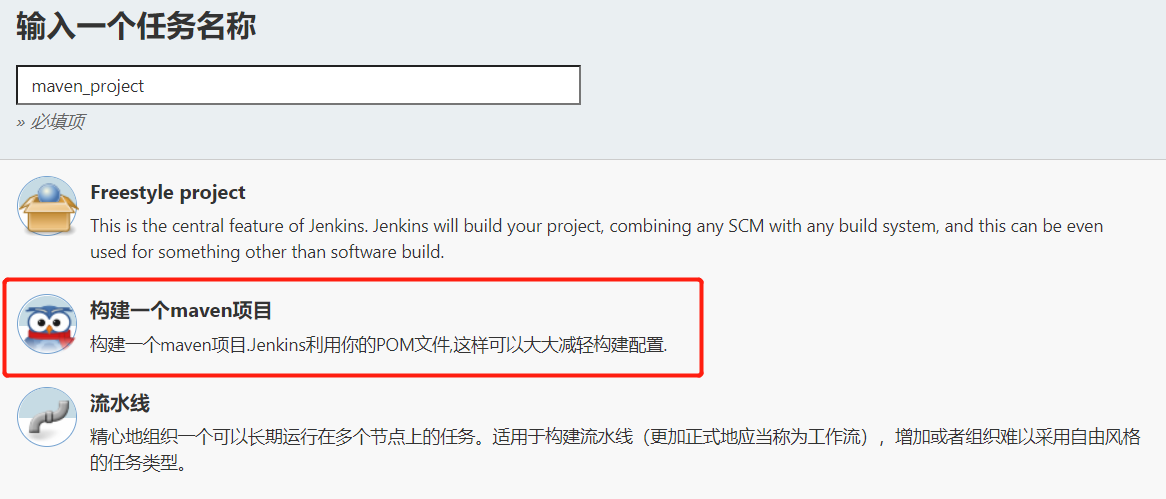 输入一个任务名称
maven_project
» 必填项
Freestyle project
This is the central feature of Jenkins. Jenkins will build your project, combining any SCM with any build system, and this can be even
used for something other than software build.
构建一个maven项目
构建一个maven项目.Jenkins利用你的POM文件,这样可以大大减轻构建配置.
流水线
精心地组织一个可以长期运行在多个节点上的任务。适用于构建流水线（更加正式地应当称为工作流），增加或者组织难以采用自由风格
的任务类型。